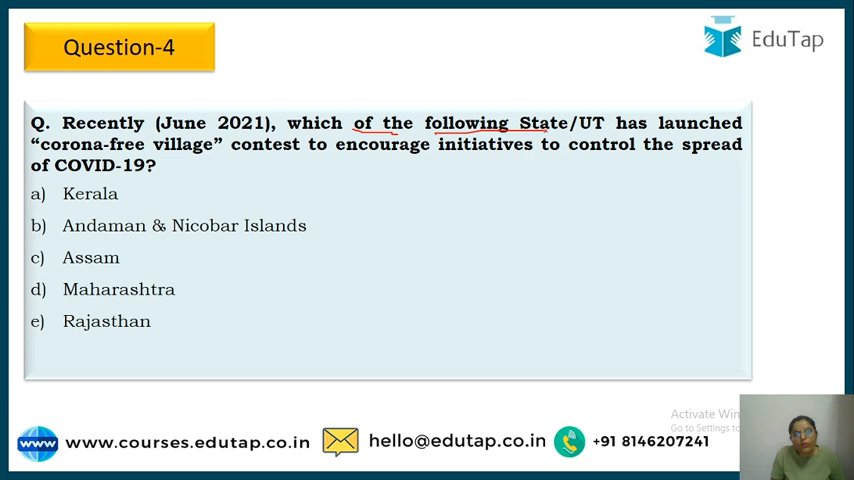 Question-4
EduTap
Q. Recently (June 2021), which of the following State/UT has launched
“corona-free village” contest to encourage initiatives to control the spread
of COVID-19?
a) Kerala
b) Andaman & Nicobar Islands
c) Assam
d) Maharashtra
e) Rajasthan
Activate Win
Go to Settings to
www www.courses.edutap.co.in
hello@edutap.co.in
+91 8146207241